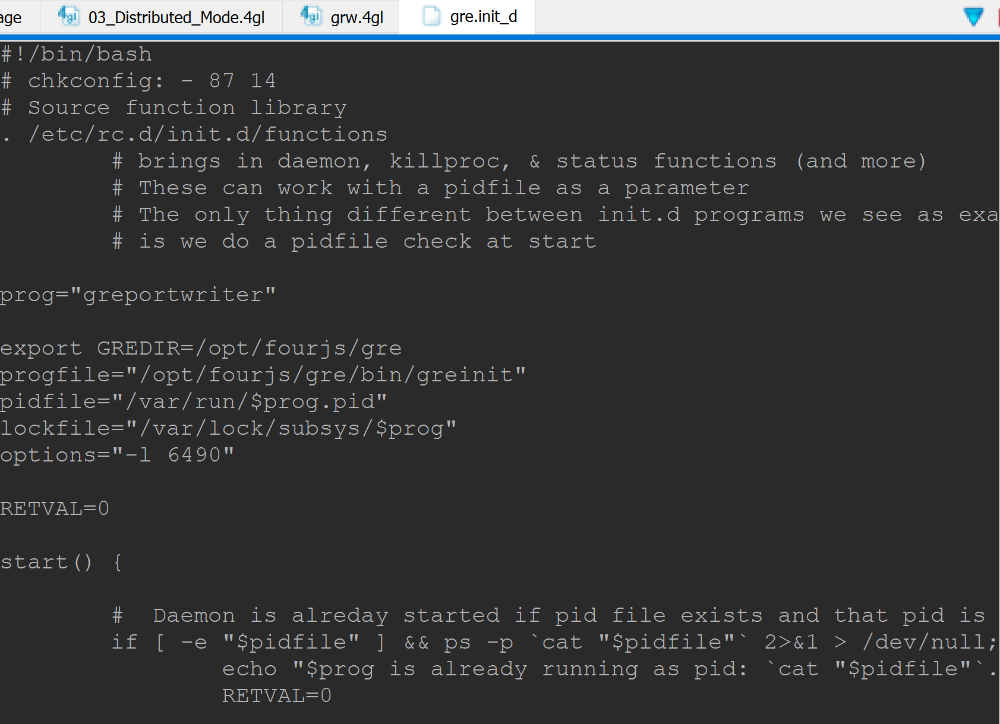 age 03_Distributed_Mode.4gl grw.4gl gre.init_d
#!/bin/bash
# chkconfig: - 87 14
# Source function library
. /etc/rc.d/init.d/functions
# brings in daemon, killproc, & status functions (and more)
# These can work with a pidfile as a parameter
# The only thing different between init.d programs we see as exa
# is we do a pidfile check at start
prog="greportwriter"
export GREDIR=/opt/fourjs/gre
progfile="/opt/fourjs/gre/bin/greinit"
pidfile="/var/run/$prog.pid"
lockfile="/var/lock/subsys/$prog"
options="-l 6490"
RETVAL=0
start() {
#  Daemon is alreday started if pid file exists and that pid is
if [ -e "$pidfile" ] && ps -p `cat "$pidfile"` 2>&1 > /dev/null;
echo "$prog is already running as pid: `cat "$pidfile"`.
RETVAL=0